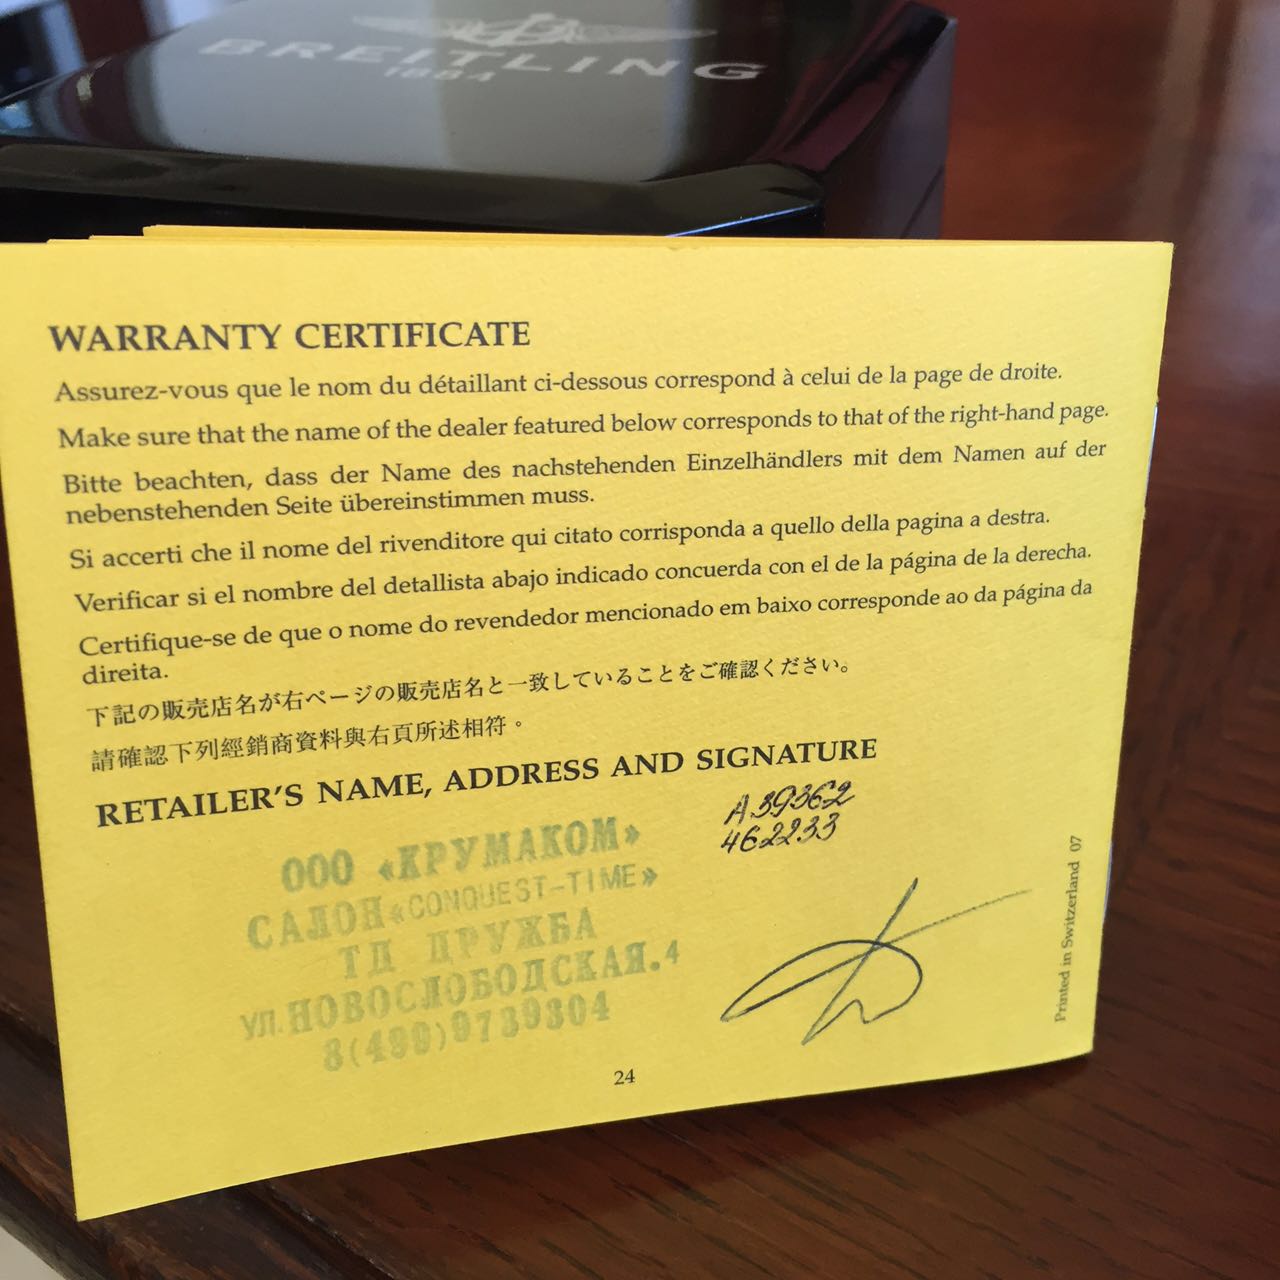 BREITLING
1884
WARRANTY CERTIFICATE
Assurez-vous que le nom du détaillant ci-dessous correspond à celui de la page de droite.
Make sure that the name of the dealer featured below corresponds to that of the right-hand page.
Bitte beachten, dass der Name des nachstehenden Einzelhändlers mit dem Namen auf der
nebenstehenden Seite übereinstimmen muss.
Si accerti che il nome del rivenditore qui citato corrisponda a quello della pagina a destra.
Verificar si el nombre del detallista abajo indicado concuerda con el de la página de la derecha.
Certifique-se de que o nome do revendedor mencionado em baixo corresponde ao da página da
direita.
下記の販売店名が右ページの販売店名と一致していることをご確認ください。
請確認下列經銷商資料與右頁所述相符。
RETAILER'S NAME, ADDRESS AND SIGNATURE
A39362
462233
ООО «КРУМАКОМ»
САЛОН «CONQUEST-TIME»
ТД ДРУЖБА
УЛ. НОВОСЛОБОДСКАЯ.4
8(499)9739304
24
Printed in Switzerland 07